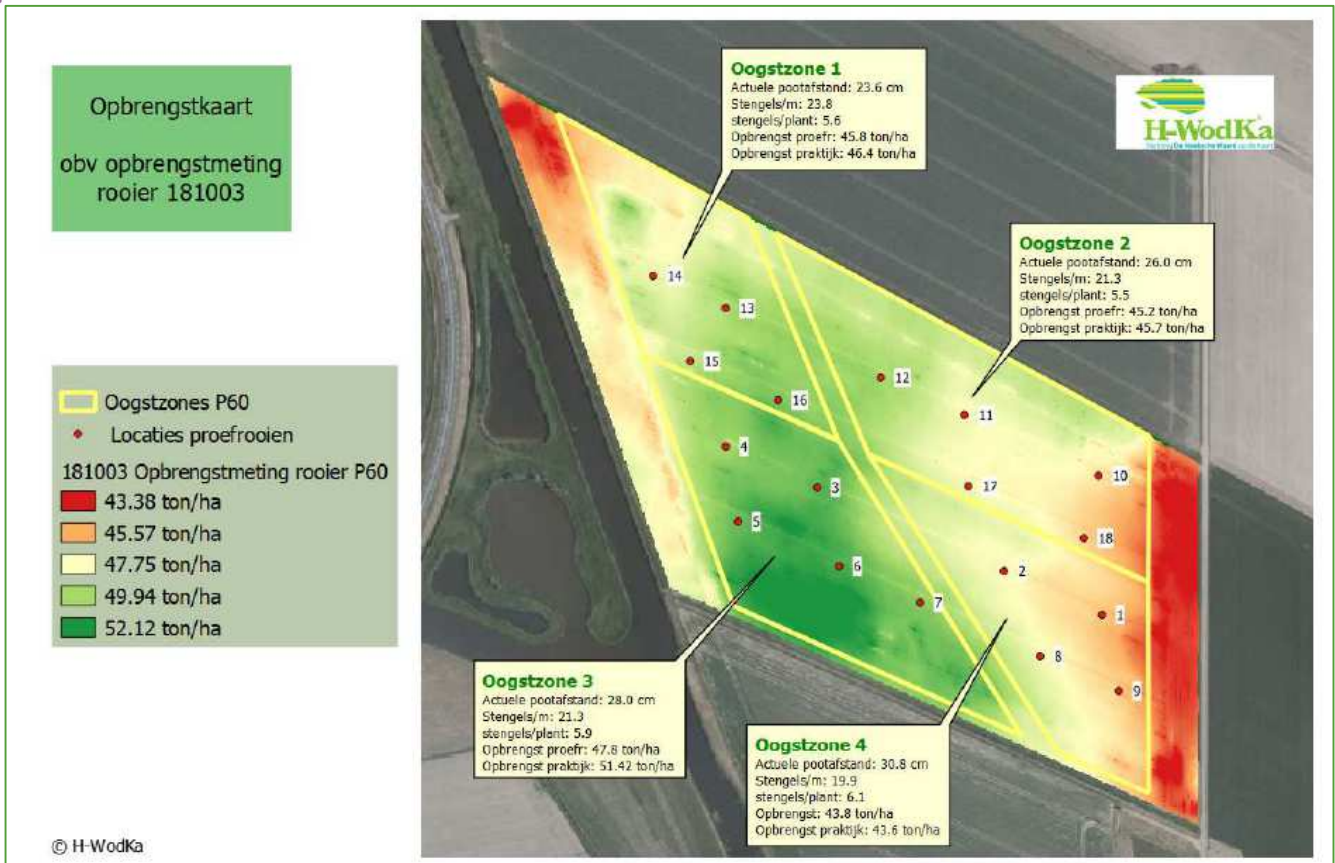 Opbrengstkaart
obv opbrengstmeting
rooier 181003
Oogstzones P60
Locaties proefrooien
181003 Opbrengstmeting rooier P60
43.38 ton/ha
45.57 ton/ha
47.75 ton/ha
49.94 ton/ha
52.12 ton/ha
© H-WodKa
Oogstzone 1
Actuele pootafstand: 23.6 cm
Stengels/m: 23.8
stengels/plant: 5.6
Opbrengst proefr: 45.8 ton/ha
Opbrengst praktijk: 46.4 ton/ha
H-WodKa
Oogstzone 2
Actuele pootafstand: 26.0 cm
Stengels/m: 21.3
stengels/plant: 5.5
Opbrengst proefr: 45.2 ton/ha
Opbrengst praktijk: 45.7 ton/ha
14
13
15
12
16
11
4
10
3
17
5
18
6
2
7
1
8
9
Oogstzone 3
Actuele pootafstand: 28.0 cm
Stengels/m: 21.3
stengels/plant: 5.9
Opbrengst proefr: 47.8 ton/ha
Opbrengst praktijk: 51.42 ton/ha
Oogstzone 4
Actuele pootafstand: 30.8 cm
Stengels/m: 19.9
stengels/plant: 6.1
Opbrengst: 43.8 ton/ha
Opbrengst praktijk: 43.6 ton/ha